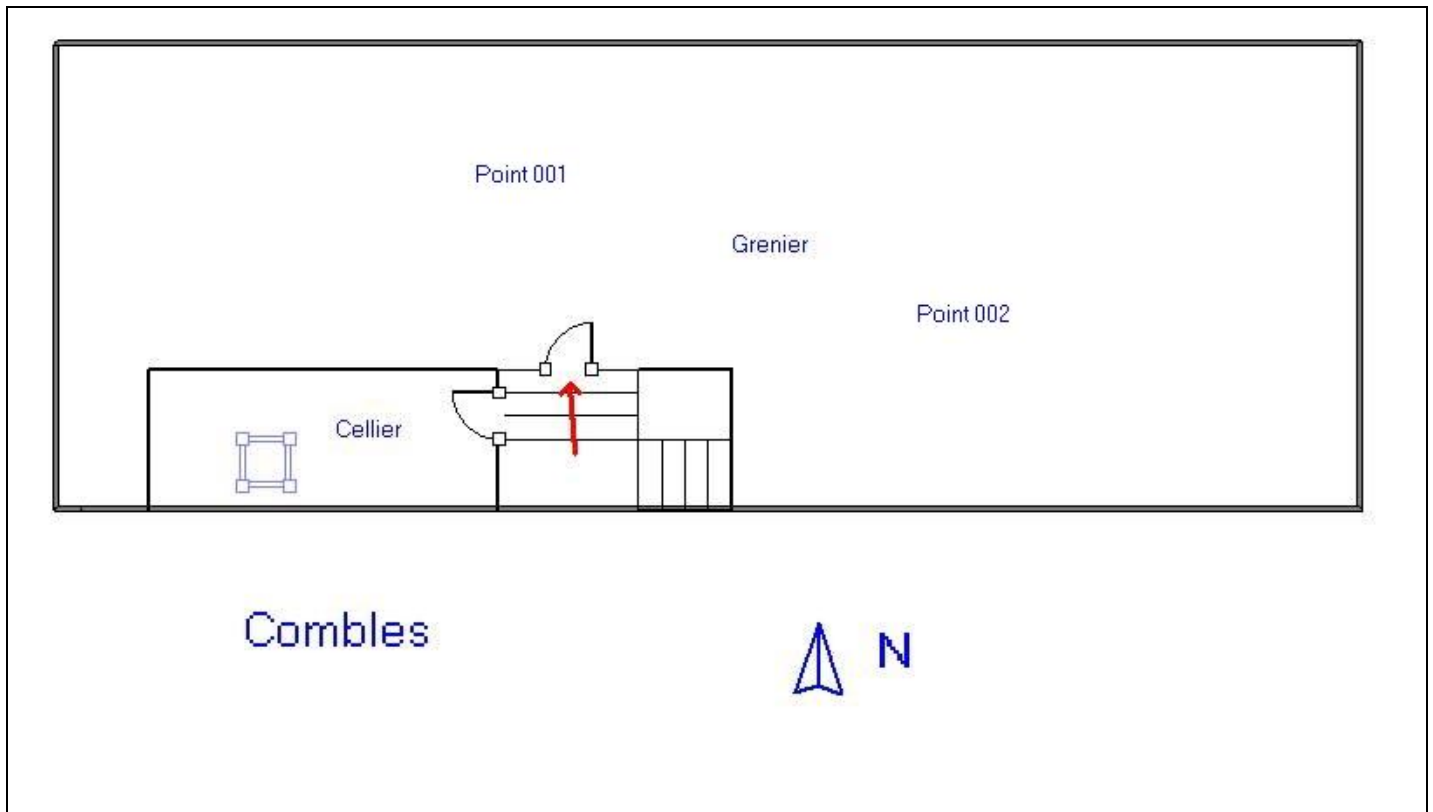 Point 001
Grenier
Point 002
Cellier
Combles
N